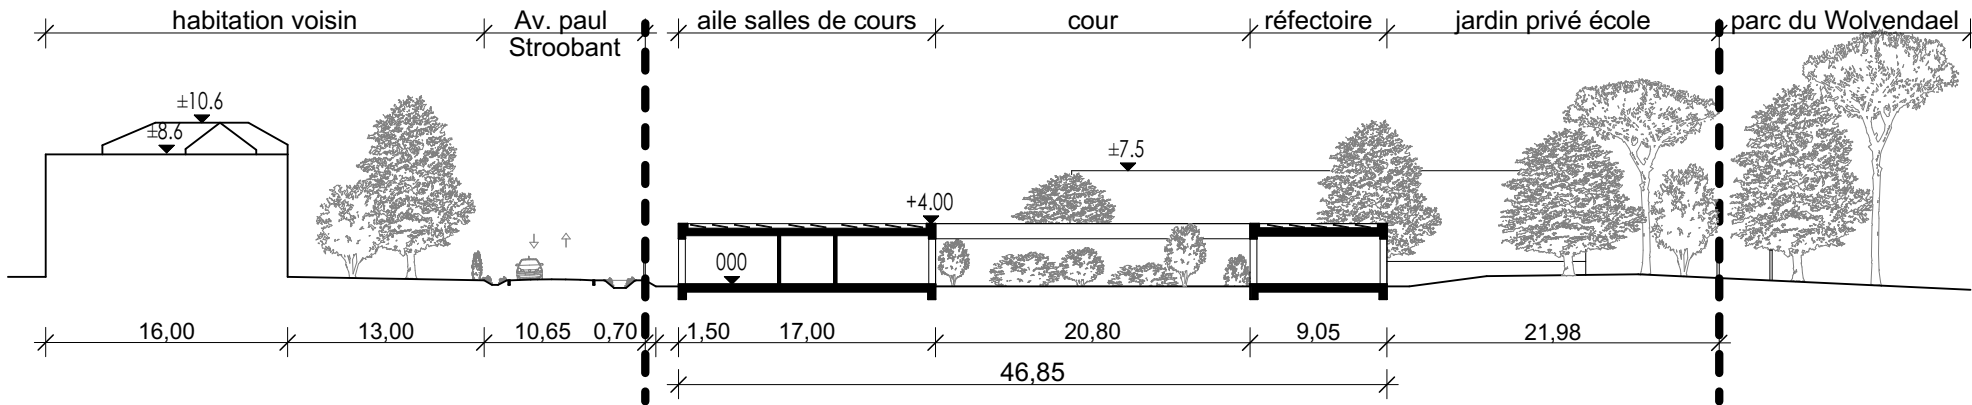 habitation voisin
Av. paul
Stroobant
aile salles de cours
cour
réfectoire
jardin privé école
parc du Wolvendael
±10.6
±8.6
±7.5
+4.00
000
16,00
13,00
10,65
0,70
1,50
17,00
20,80
9,05
21,98
46,85